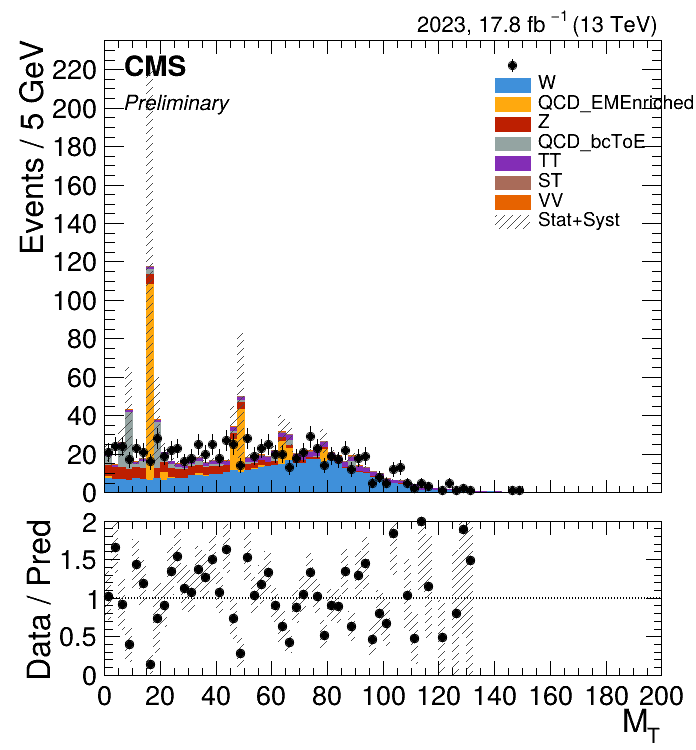 2023, 17.8 fb⁻¹ (13 TeV)
CMS
Preliminary
W
QCD_EMEnriched
Z
QCD_bcToE
TT
ST
VV
Stat+Syst
Events / 5 GeV
220
200
180
160
140
120
100
80
60
40
20
0
Data / Pred
2
1.5
1
0.5
0
0 20 40 60 80 100 120 140 160 180 200
M_T